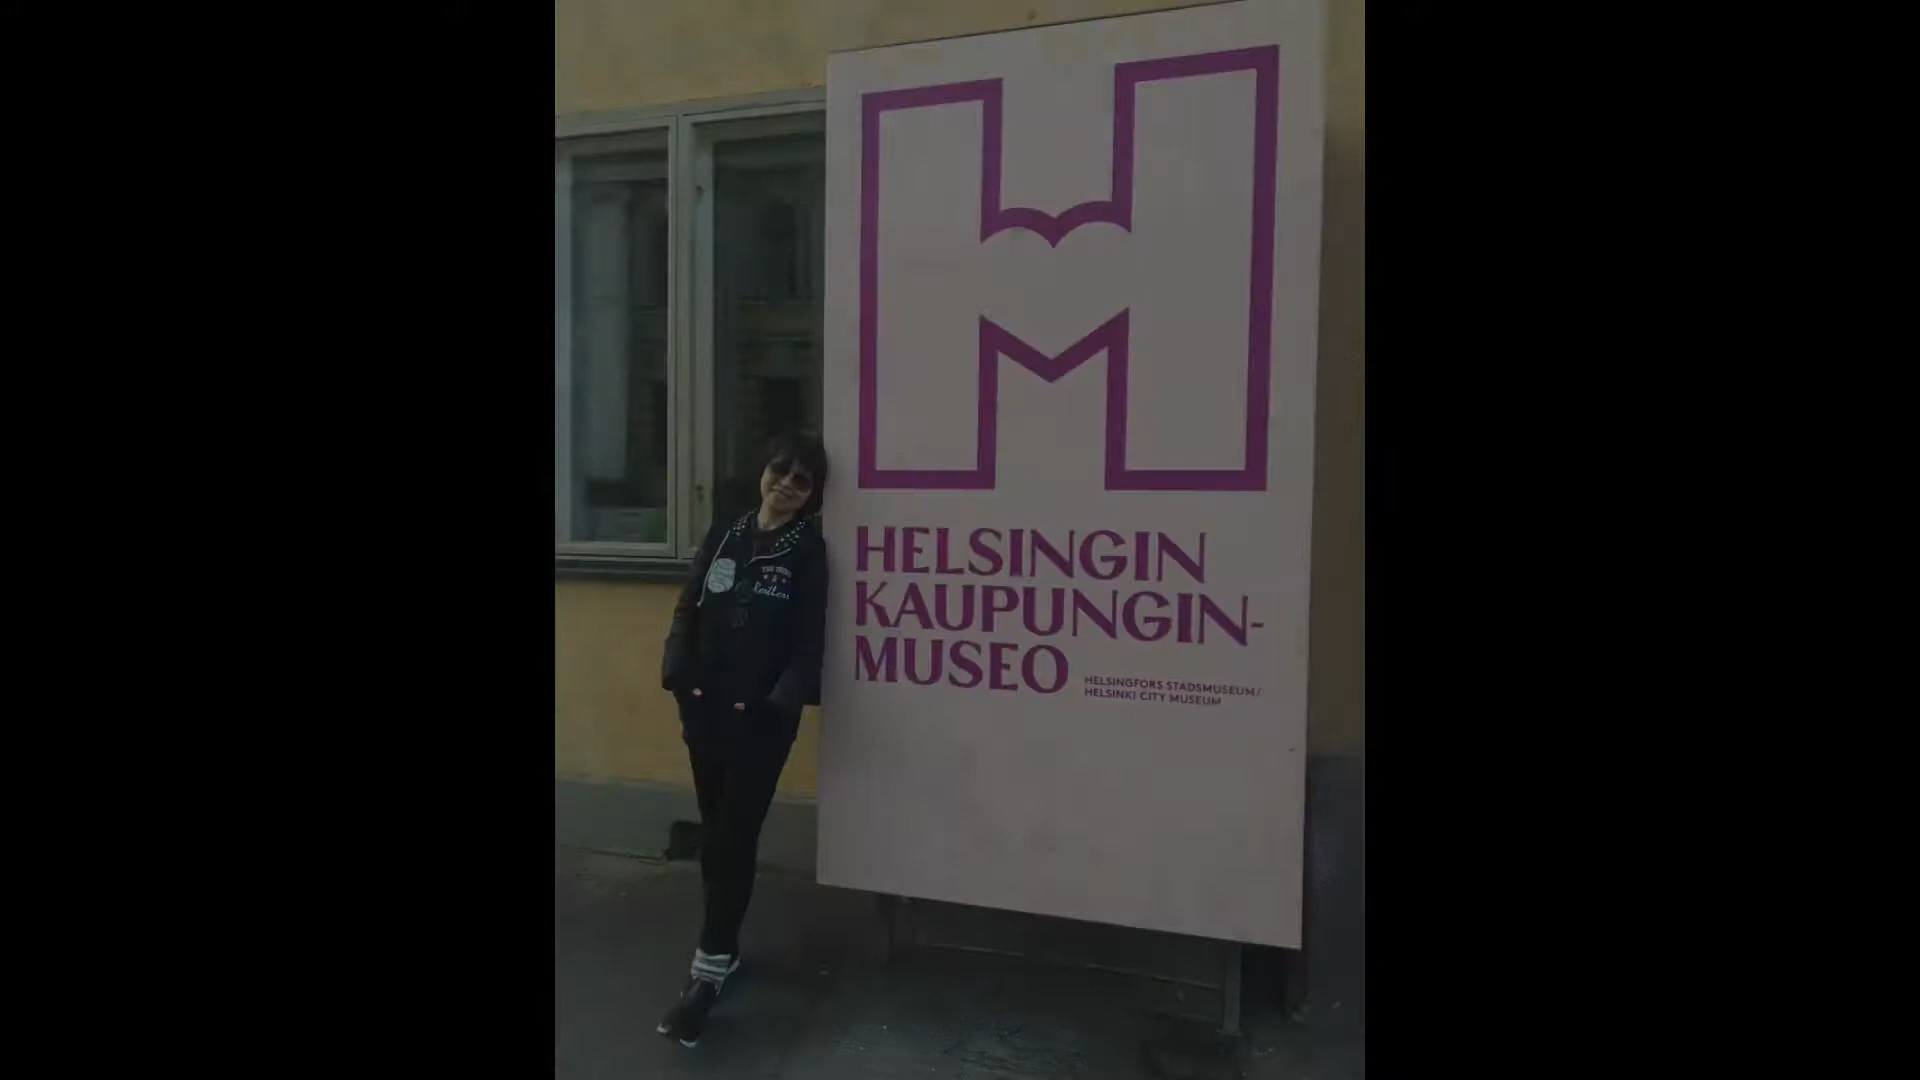 HELSINGIN
KAUPUNGIN-
MUSEO
HELSINGFORS STADSMUSEUM/
HELSINKI CITY MUSEUM